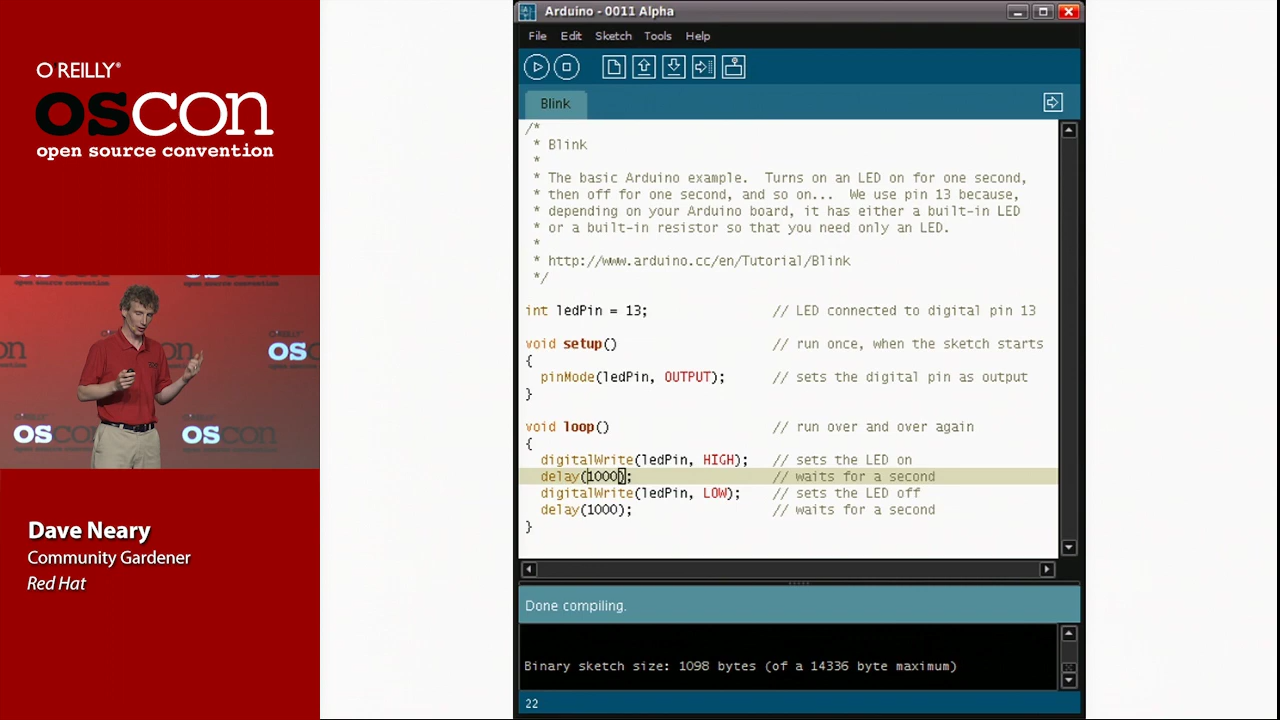 O REILLY®
oscon
open source convention
OSCON
OS
OSCON
OSCON
Dave Neary
Community Gardener
Red Hat
Arduino - 0011 Alpha
File Edit Sketch Tools Help
Blink
/*
* Blink
*
* The basic Arduino example.  Turns on an LED on for one second,
* then off for one second, and so on...  We use pin 13 because,
* depending on your Arduino board, it has either a built-in LED
* or a built-in resistor so that you need only an LED.
*
* http://www.arduino.cc/en/Tutorial/Blink
*/
int ledPin = 13; // LED connected to digital pin 13
void setup() // run once, when the sketch starts
{
pinMode(ledPin, OUTPUT); // sets the digital pin as output
}
void loop() // run over and over again
{
digitalWrite(ledPin, HIGH); // sets the LED on
delay(1000); // waits for a second
digitalWrite(ledPin, LOW); // sets the LED off
delay(1000); // waits for a second
}
Done compiling.
Binary sketch size: 1098 bytes (of a 14336 byte maximum)
22